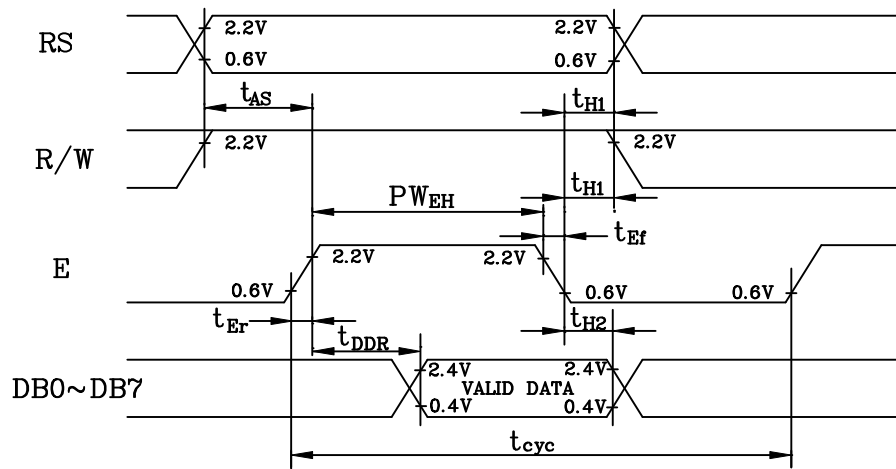 RS
2.2V
2.2V
0.6V
0.6V
tAS
tH1
R/W
2.2V
2.2V
tH1
PWEH
tEf
E
2.2V
2.2V
0.6V
0.6V
0.6V
tEr
tH2
tDDR
DB0~DB7
2.4V
VALID DATA
2.4V
0.4V
0.4V
tcyc